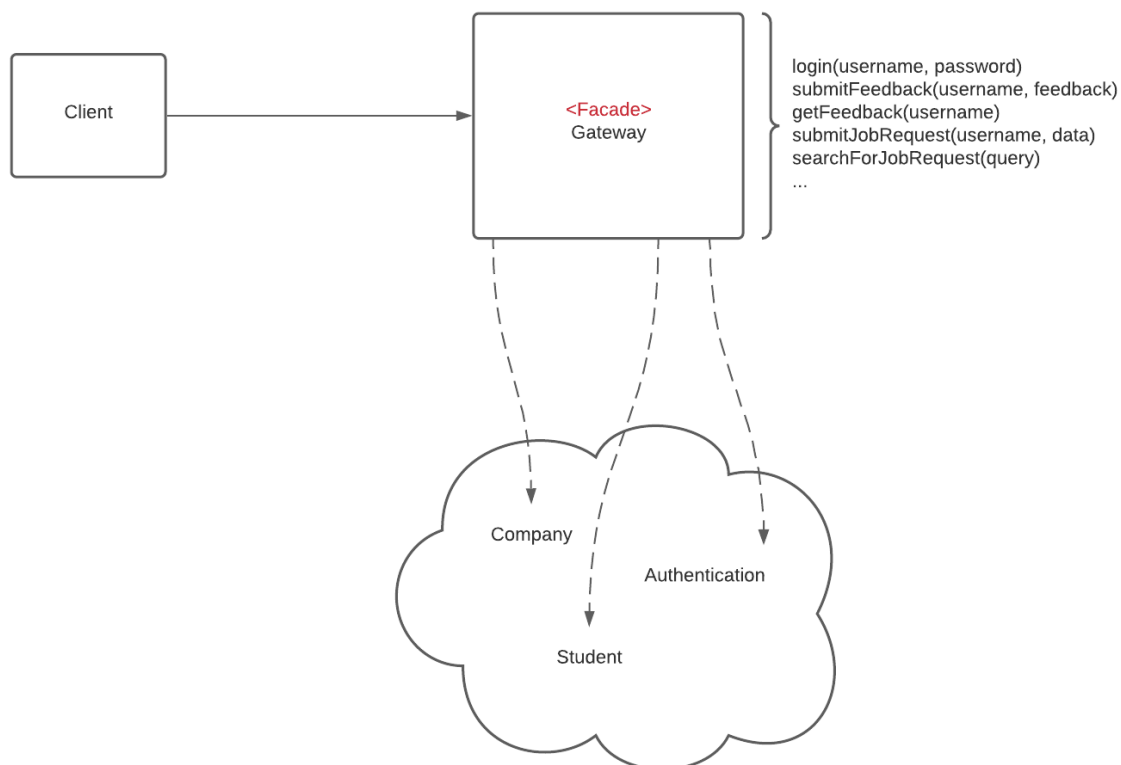 Client
<Facade>
Gateway
login(username, password)
submitFeedback(username, feedback)
getFeedback(username)
submitJobRequest(username, data)
searchForJobRequest(query)
...
Company
Authentication
Student